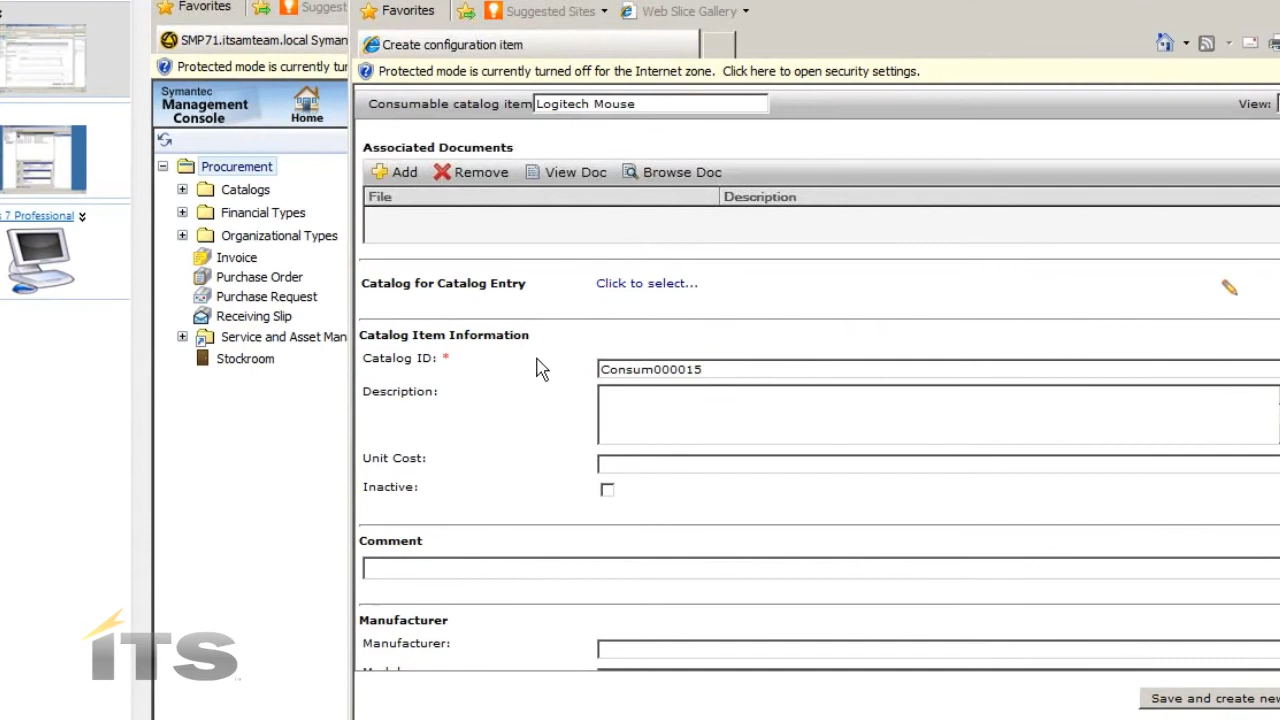 Favorites
Suggest
SMP71.itsamteam.local Syman
Protected mode is currently tur
Symantec
Management
Console
Home
Procurement
Catalogs
Financial Types
Organizational Types
Invoice
Purchase Order
Purchase Request
Receiving Slip
Service and Asset Man
Stockroom
s 7 Professional
Favorites
Suggested Sites
Web Slice Gallery
Create configuration item
Protected mode is currently turned off for the Internet zone. Click here to open security settings.
Consumable catalog item
Logitech Mouse
View:
Associated Documents
Add
Remove
View Doc
Browse Doc
File
Description
Catalog for Catalog Entry
Click to select...
Catalog Item Information
Catalog ID: *
Consum000015
Description:
Unit Cost:
Inactive:
Comment
Manufacturer
Manufacturer:
Save and create new
iTS